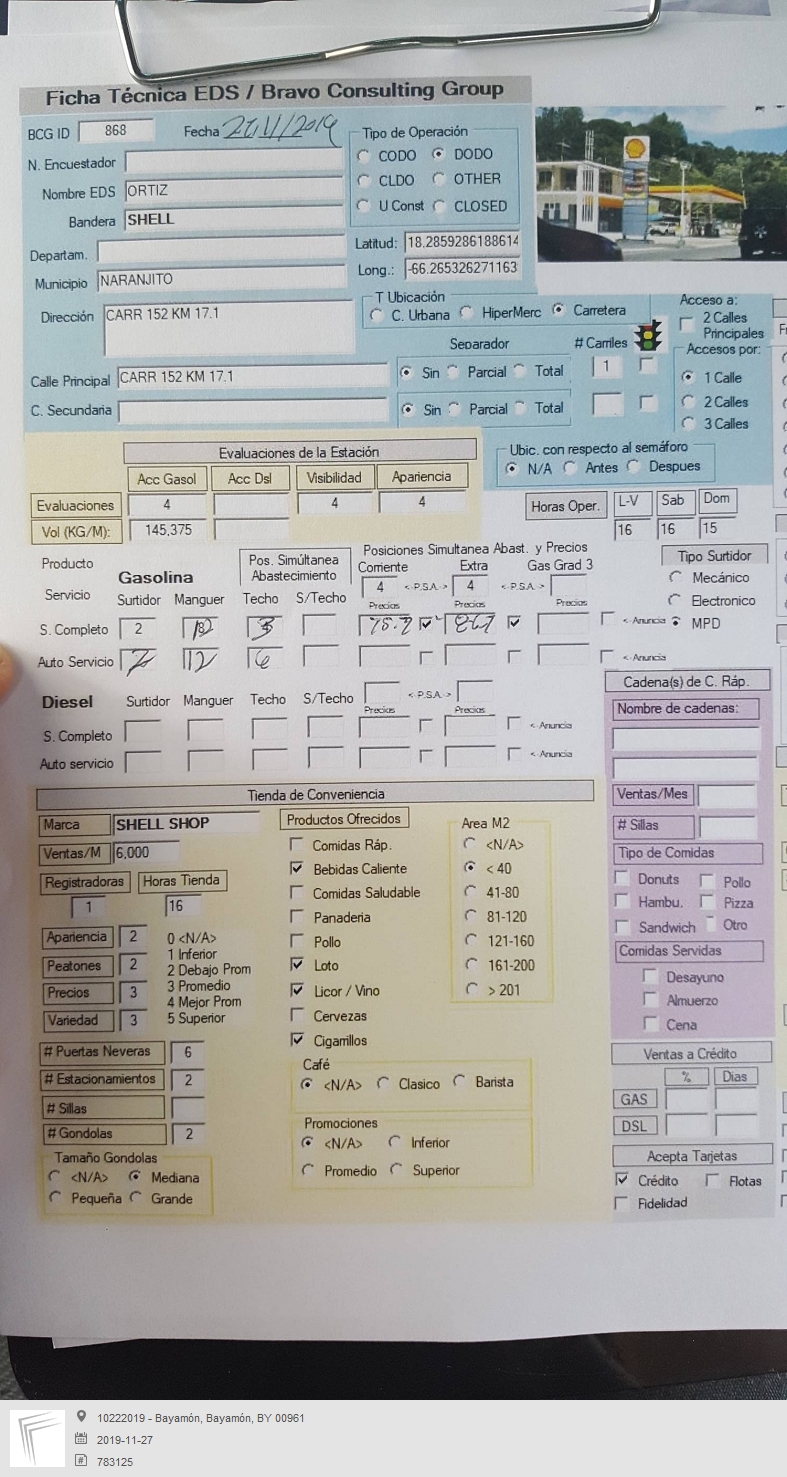 Ficha Técnica EDS / Bravo Consulting Group
BCG ID 868 Fecha
Tipo de Operación
CODO DODO
CLDO OTHER
U Const CLOSED
N. Encuestador
Nombre EDS ORTIZ
Bandera SHELL
Departam.
Municipio NARANJITO
Latitud: 18.2859286188614
Long.: -66.265326271163
Dirección CARR 152 KM 17.1
T Ubicación
C. Urbana HiperMerc Carretera
Acceso a:
2 Calles Principales
Separador # Carriles
Accesos por:
Calle Principal CARR 152 KM 17.1 Sin Parcial Total 1
1 Calle
C. Secundaria Sin Parcial Total
2 Calles
3 Calles
Evaluaciones de la Estación
Acc Gasol Acc Dsl Visibilidad Apariencia
Evaluaciones 4 4 4
Vol (KG/M): 145,375
Ubic. con respecto al semáforo
N/A Antes Despues
Horas Oper. L-V Sab Dom
16 16 15
Producto
Servicio
Gasolina
Surtidor Manguer
Pos. Simúltanea Abastecimiento
Techo S/Techo
Posiciones Simultanea Abast. y Precios
Corriente Extra Gas Grad 3
4 <-P.S.A.-> 4 <-P.S.A.->
Precios Precios Precios
Tipo Surtidor
Mecánico
Electronico
MPD
S. Completo 2 <-Anuncia
Auto Servicio 12 6 <-Anuncia
Diesel Surtidor Manguer Techo S/Techo <-P.S.A.->
Precios Precios
S. Completo <-Anuncia
Auto servicio <-Anuncia
Cadena(s) de C. Ráp.
Nombre de cadenas:
Ventas/Mes
# Sillas
Tipo de Comidas
Donuts Pollo
Hambu. Pizza
Sandwich Otro
Comidas Servidas
Desayuno
Almuerzo
Cena
Ventas a Crédito
% Dias
GAS
DSL
Acepta Tarjetas
Crédito Flotas
Fidelidad
Tienda de Conveniencia
Marca SHELL SHOP
Ventas/M 6,000
Registradoras Horas Tienda
1 16
Apariencia 2
Peatones 2
Precios 3
Variedad 3
0 <N/A>
1 Inferior
2 Debajo Prom
3 Promedio
4 Mejor Prom
5 Superior
# Puertas Neveras 6
# Estacionamientos 2
# Sillas
# Gondolas 2
Tamaño Gondolas
<N/A> Mediana
Pequeña Grande
Productos Ofrecidos
Comidas Ráp.
Bebidas Caliente
Comidas Saludable
Panaderia
Pollo
Loto
Licor / Vino
Cervezas
Cigarrillos
Area M2
<N/A>
< 40
41-80
81-120
121-160
161-200
> 201
Café
<N/A> Clasico Barista
Promociones
<N/A> Inferior
Promedio Superior
10222019 - Bayamón, Bayamón, BY 00961
2019-11-27
783125